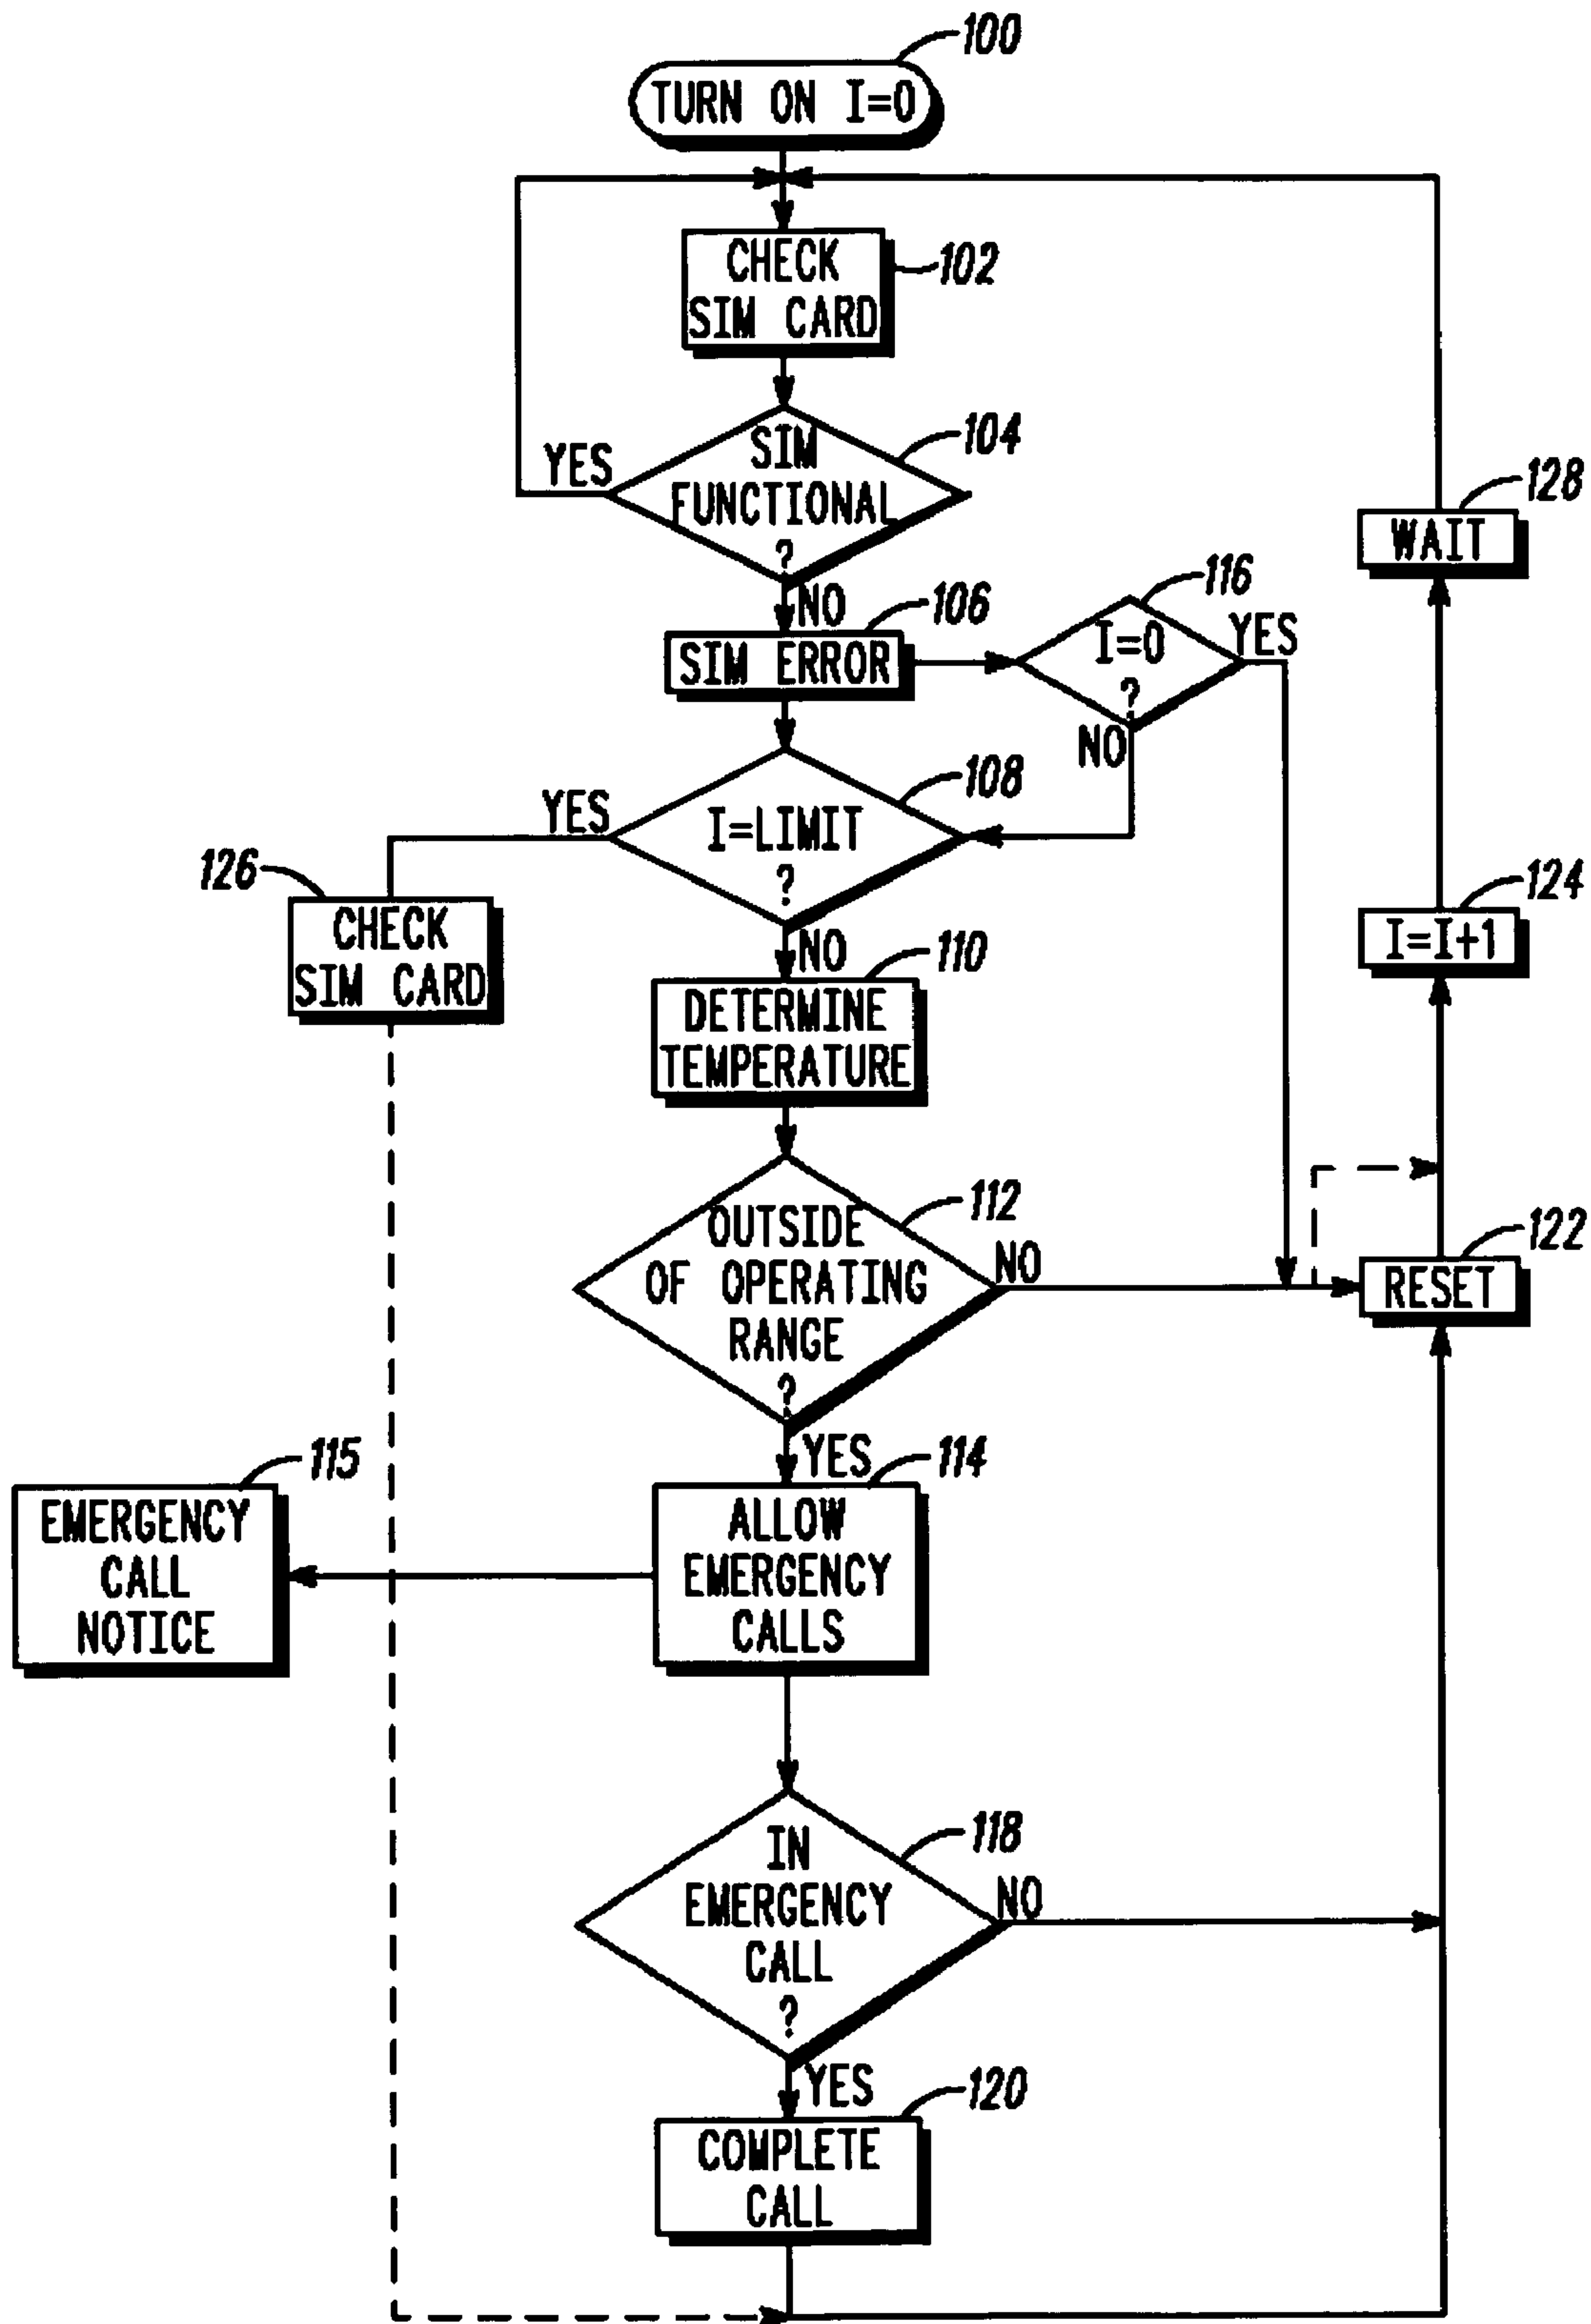 100
TURN ON I=0
CHECK
SIM CARD
102
SIM
FUNCTIONAL
?
104
YES
NO
106
SIM ERROR
116
I=0
?
YES
NO
128
WAIT
108
I=LIMIT
?
YES
NO
126
CHECK
SIM CARD
124
I=I+1
110
DETERMINE
TEMPERATURE
112
OUTSIDE
OF OPERATING
RANGE
?
NO
YES
122
RESET
115
EMERGENCY
CALL
NOTICE
114
ALLOW
EMERGENCY
CALLS
118
IN
EMERGENCY
CALL
?
NO
YES
120
COMPLETE
CALL